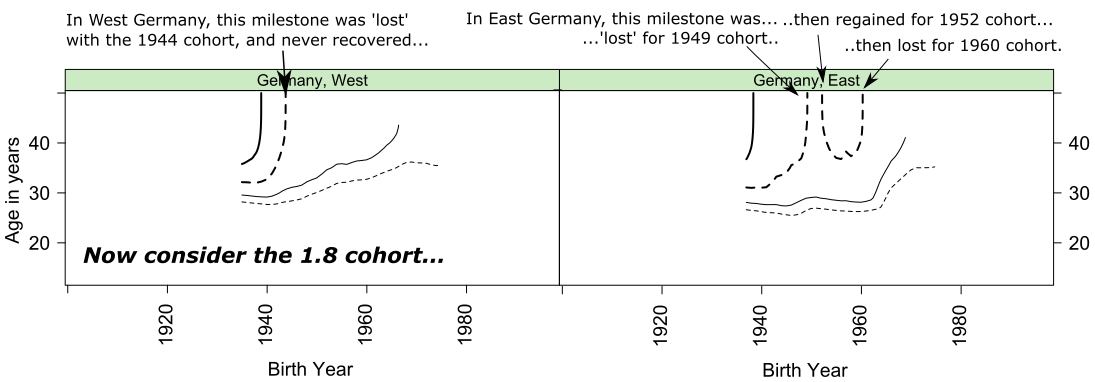 In West Germany, this milestone was 'lost'
with the 1944 cohort, and never recovered...
In East Germany, this milestone was...
...'lost' for 1949 cohort..
..then regained for 1952 cohort...
..then lost for 1960 cohort.
Germany, West
Germany, East
Age in years
40
30
20
40
30
20
Now consider the 1.8 cohort...
1920
1940
1960
1980
1920
1940
1960
1980
Birth Year
Birth Year